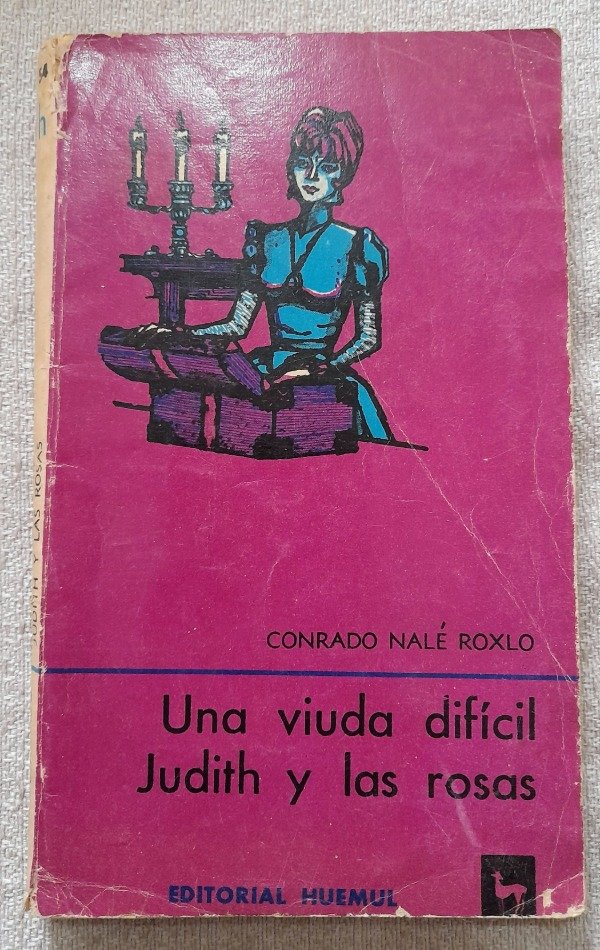 CONRADO NALÉ ROXLO
Una viuda difícil
Judith y las rosas
EDITORIAL HUEMUL
JUDITH Y LAS ROSAS